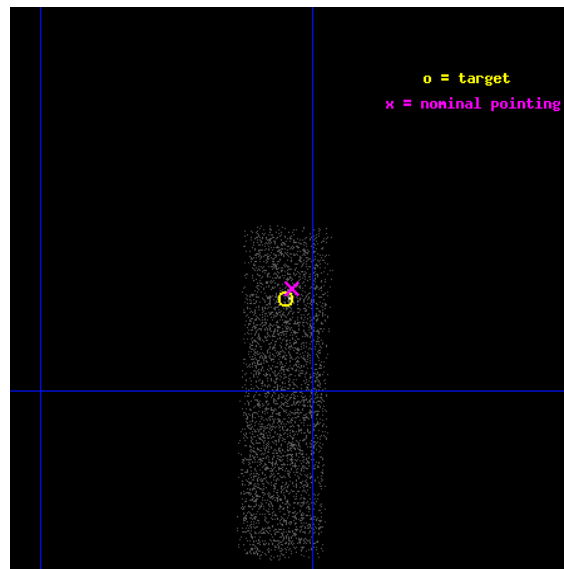 o = target
x = nominal pointing